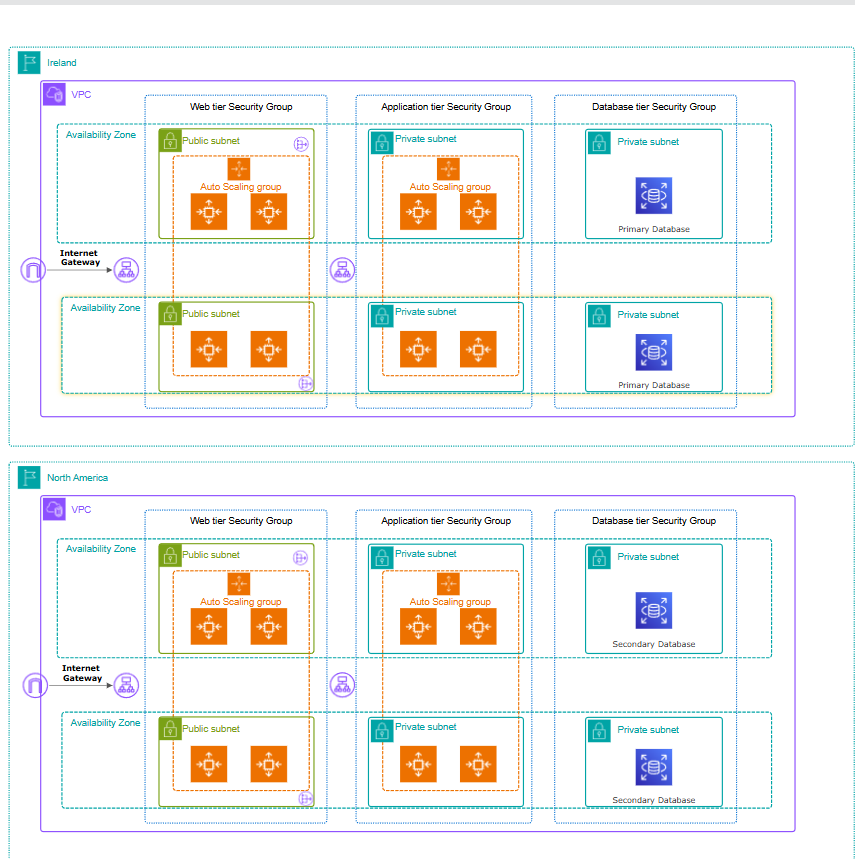 Ireland
VPC
Web tier Security Group
Application tier Security Group
Database tier Security Group
Availability Zone
Public subnet
Private subnet
Private subnet
Auto Scaling group
Auto Scaling group
Primary Database
Internet
Gateway
Availability Zone
Public subnet
Private subnet
Private subnet
Primary Database
North America
VPC
Web tier Security Group
Application tier Security Group
Database tier Security Group
Availability Zone
Public subnet
Private subnet
Private subnet
Auto Scaling group
Auto Scaling group
Secondary Database
Internet
Gateway
Availability Zone
Public subnet
Private subnet
Private subnet
Secondary Database